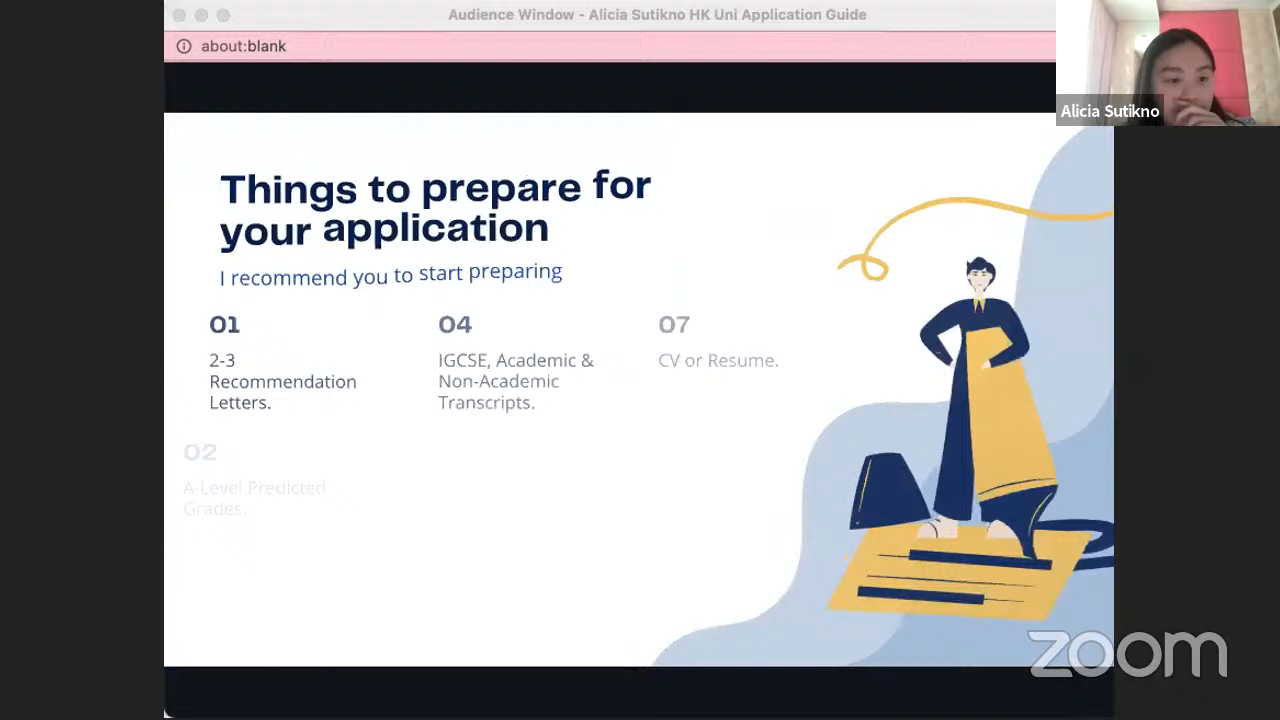 Audience Window - Alicia Sutikno HK Uni Application Guide
about:blank
Alicia Sutikno
Things to prepare for
your application
I recommend you to start preparing
01
2-3
Recommendation
Letters.
04
IGCSE, Academic &
Non-Academic
Transcripts.
07
CV or Resume.
02
A-Level Predicted
Grades.
zoom